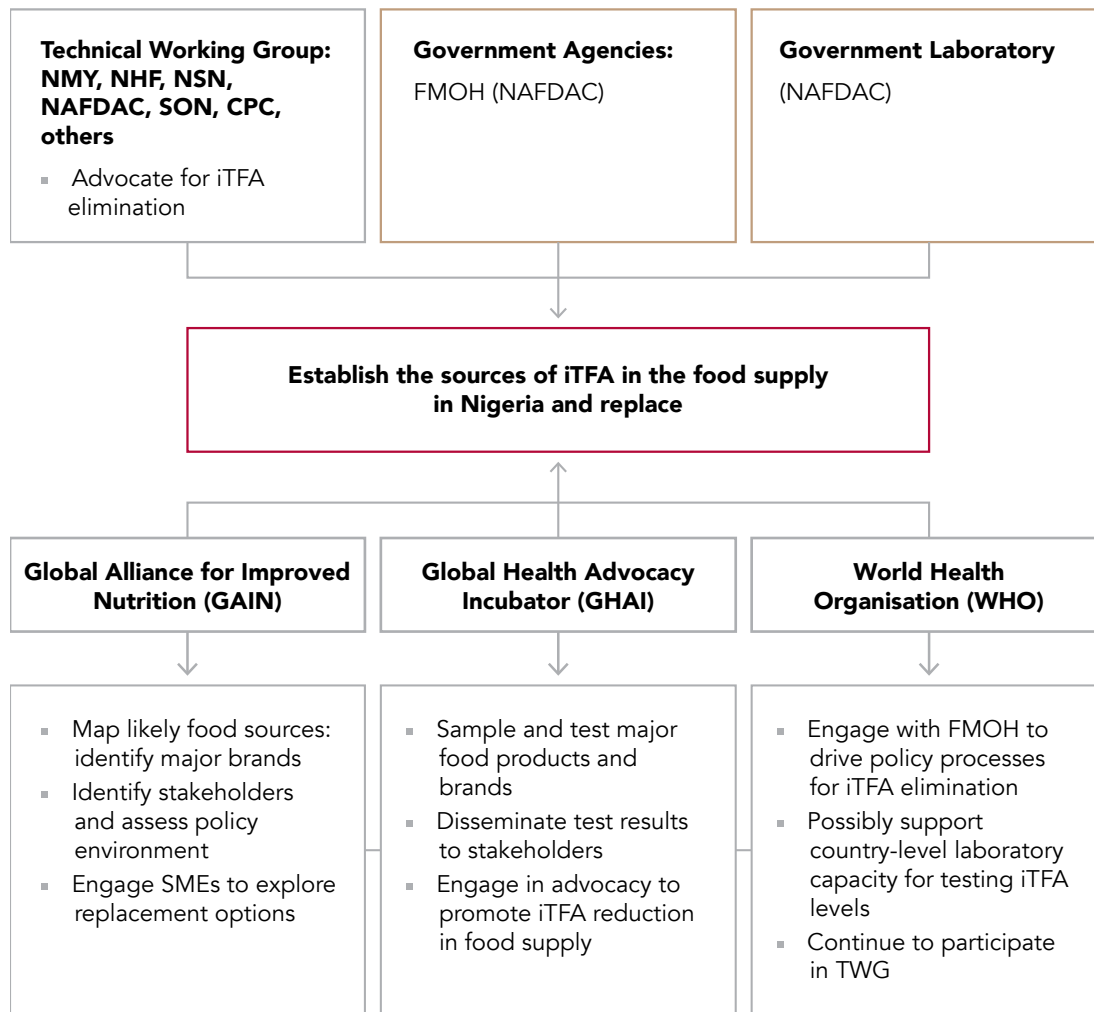 Technical Working Group:
NMY, NHF, NSN,
NAFDAC, SON, CPC,
others
▪ Advocate for iTFA
elimination
Government Agencies:
FMOH (NAFDAC)
Government Laboratory
(NAFDAC)
Establish the sources of iTFA in the food supply
in Nigeria and replace
Global Alliance for Improved
Nutrition (GAIN)
Global Health Advocacy
Incubator (GHAI)
World Health
Organisation (WHO)
▪ Map likely food sources:
identify major brands
▪ Identify stakeholders
and assess policy
environment
▪ Engage SMEs to explore
replacement options
▪ Sample and test major
food products and
brands
▪ Disseminate test results
to stakeholders
▪ Engage in advocacy to
promote iTFA reduction
in food supply
▪ Engage with FMOH to
drive policy processes
for iTFA elimination
▪ Possibly support
country-level laboratory
capacity for testing iTFA
levels
▪ Continue to participate
in TWG